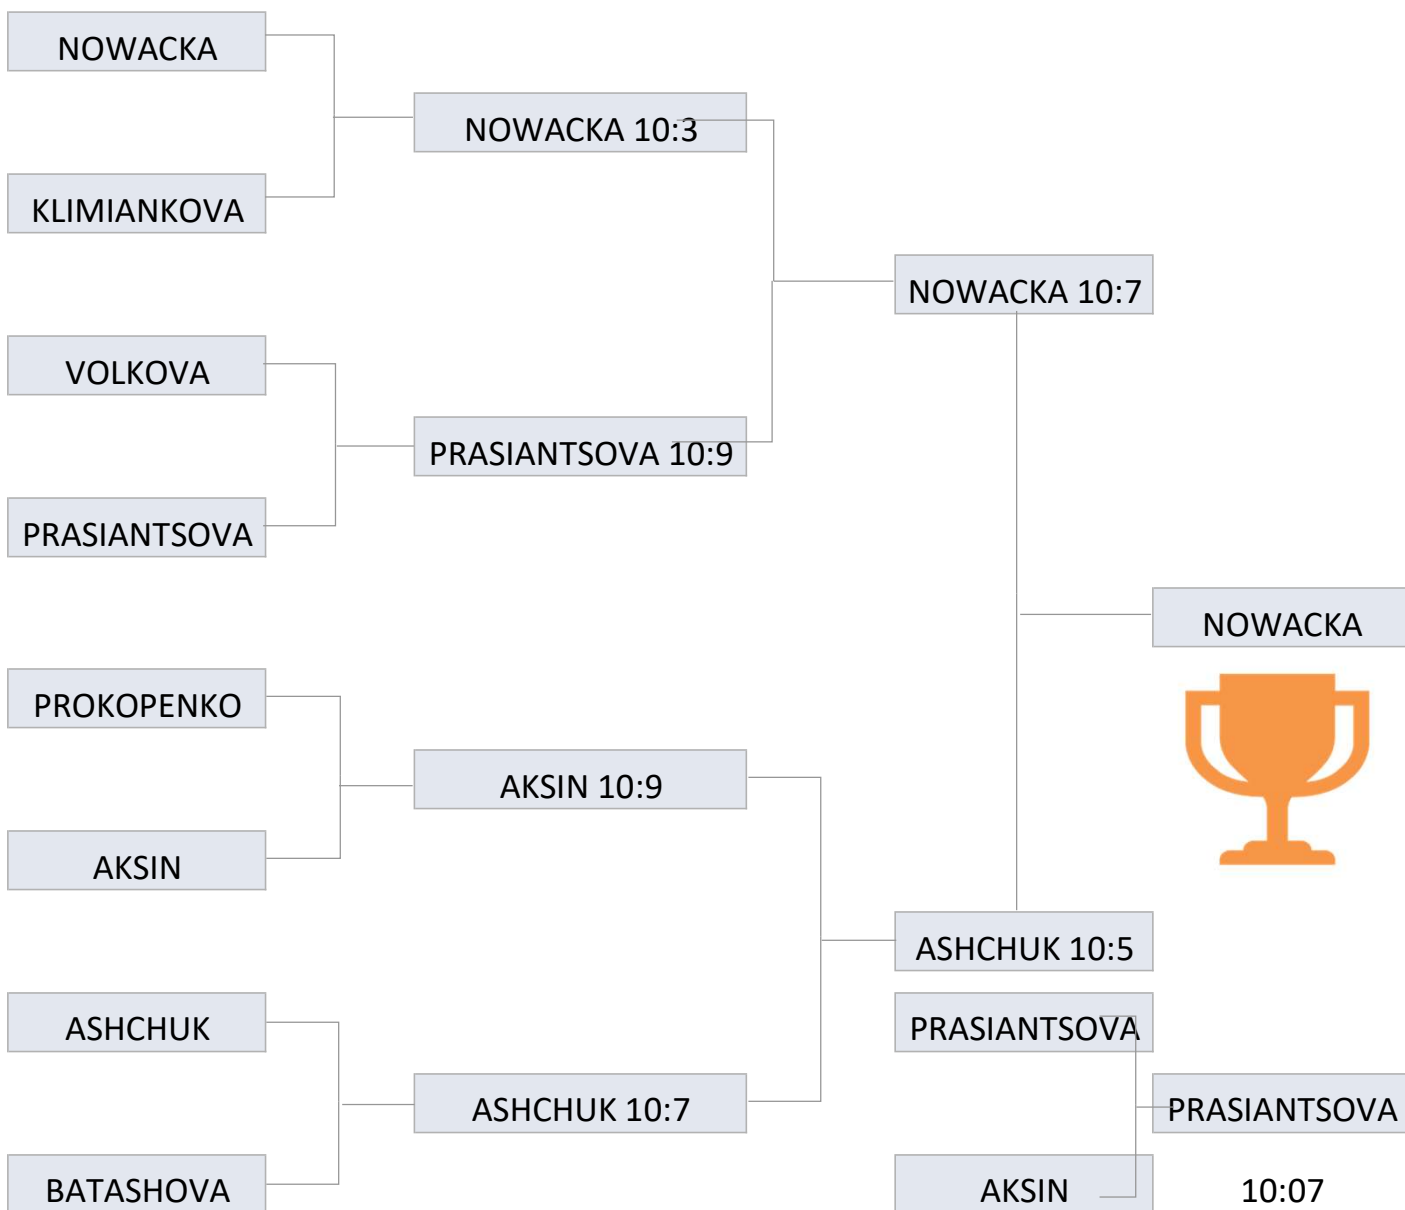 NOWACKA
NOWACKA 10:3
KLIMIANKOVA
NOWACKA 10:7
VOLKOVA
PRASIANTSOVA 10:9
PRASIANTSOVA
NOWACKA
PROKOPENKO
AKSIN 10:9
AKSIN
ASHCHUK 10:5
ASHCHUK
PRASIANTSOVA
ASHCHUK 10:7
PRASIANTSOVA
BATASHOVA
AKSIN
10:07